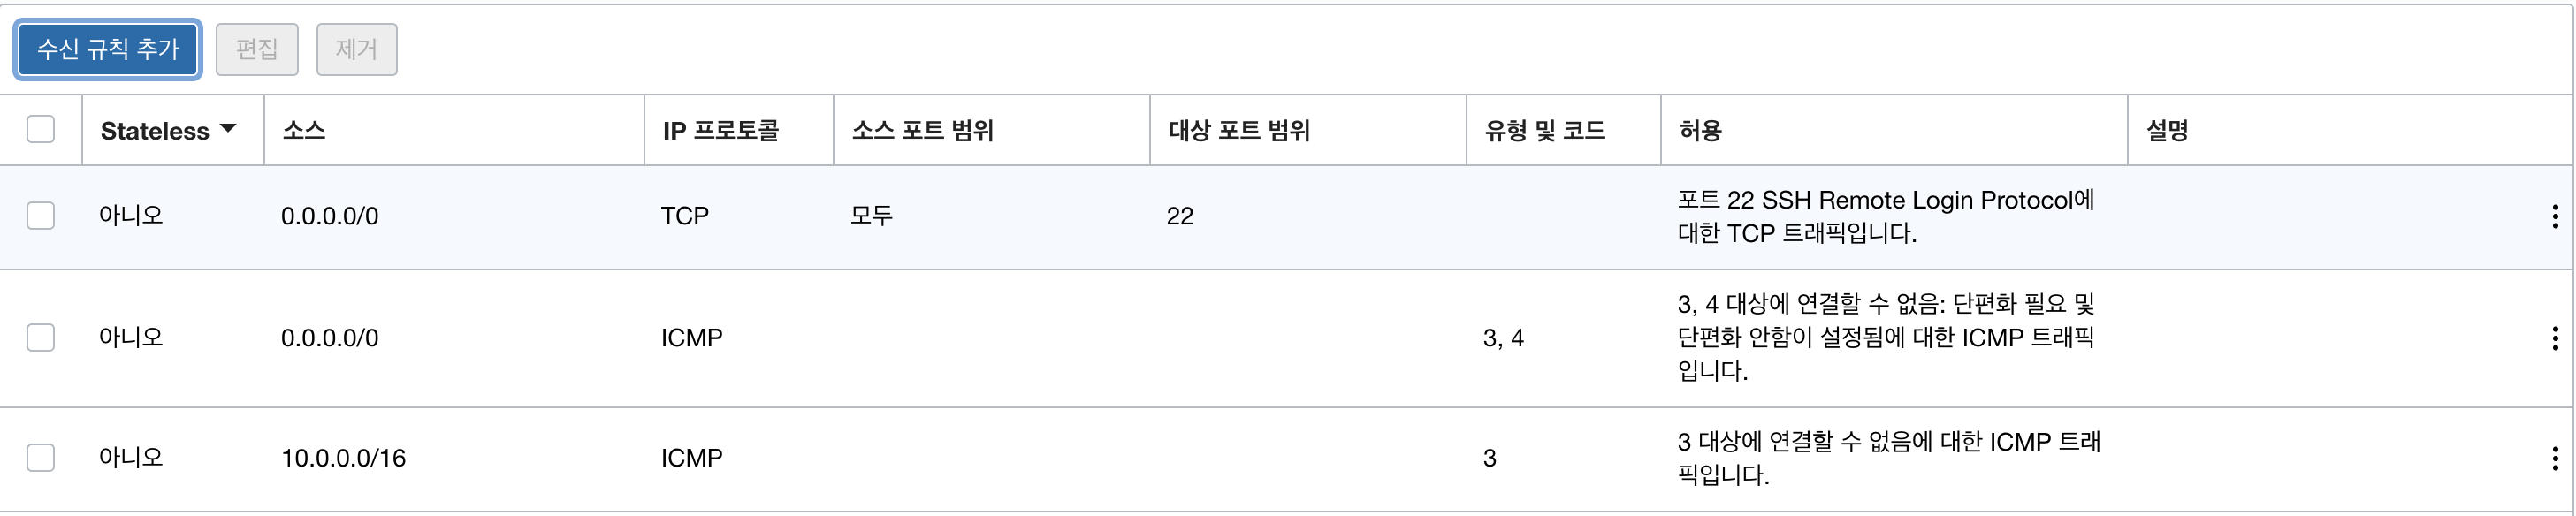 수신 규칙 추가 편집 제거
Stateless 소스 IP 프로토콜 소스 포트 범위 대상 포트 범위 유형 및 코드 허용 설명
아니오 0.0.0.0/0 TCP 모두 22 포트 22 SSH Remote Login Protocol에
대한 TCP 트래픽입니다.
아니오 0.0.0.0/0 ICMP 3, 4 3, 4 대상에 연결할 수 없음: 단편화 필요 및
단편화 안함이 설정됨에 대한 ICMP 트래픽
입니다.
아니오 10.0.0.0/16 ICMP 3 3 대상에 연결할 수 없음에 대한 ICMP 트래
픽입니다.